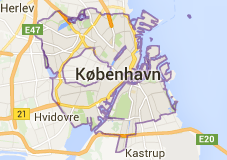 Herlev
E47
København
21
Hvidovre
E20
Kastrup